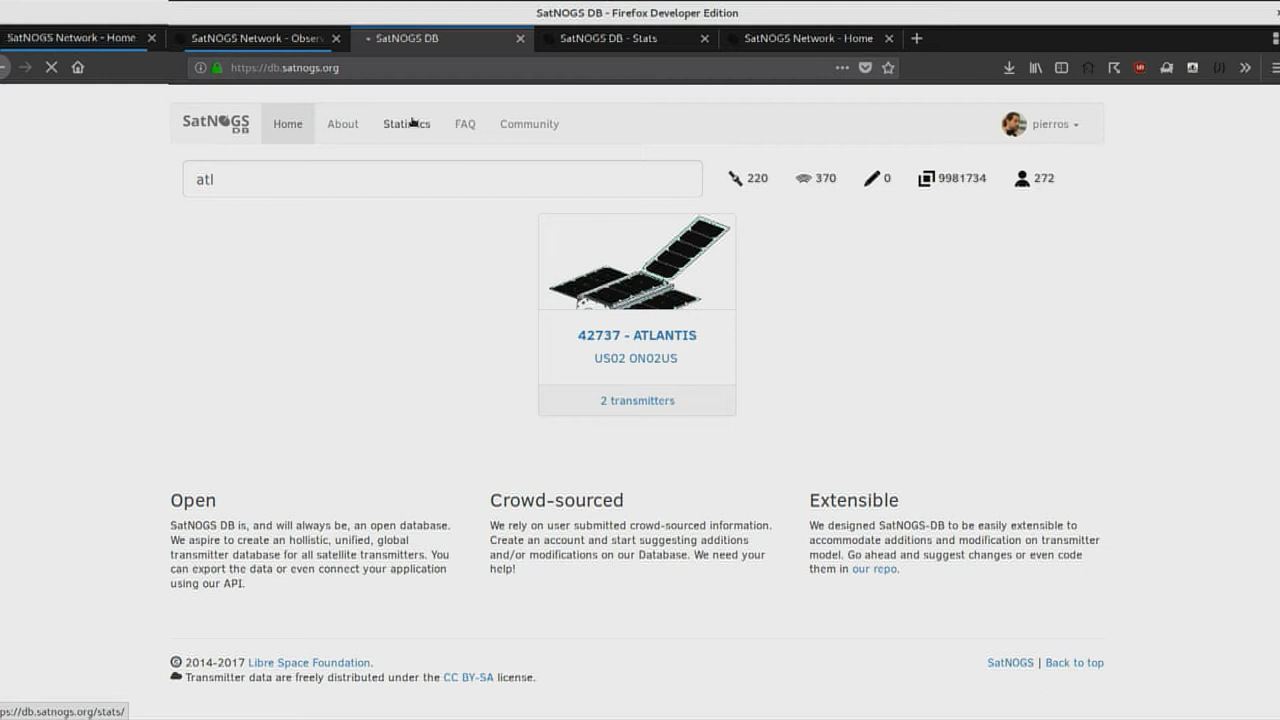 SatNOGS DB - Firefox Developer Edition
SatNOGS Network - Home
SatNOGS Network - Obser
SatNOGS DB
SatNOGS DB - Stats
SatNOGS Network - Home
https://db.satnogs.org
SatNOGS DB
Home
About
Statistics
FAQ
Community
pierros
atl
220
370
0
9981734
272
42737 - ATLANTIS
US02 ON02US
2 transmitters
Open
SatNOGS DB is, and will always be, an open database.
We aspire to create an hollistic, unified, global
transmitter database for all satellite transmitters. You
can export the data or even connect your application
using our API.
Crowd-sourced
We rely on user submitted crowd-sourced information.
Create an account and start suggesting additions
and/or modifications on our Database. We need your
help!
Extensible
We designed SatNOGS-DB to be easily extensible to
accommodate additions and modification on transmitter
model. Go ahead and suggest changes or even code
them in our repo.
© 2014-2017 Libre Space Foundation.
Transmitter data are freely distributed under the CC BY-SA license.
SatNOGS | Back to top
ps://db.satnogs.org/stats/